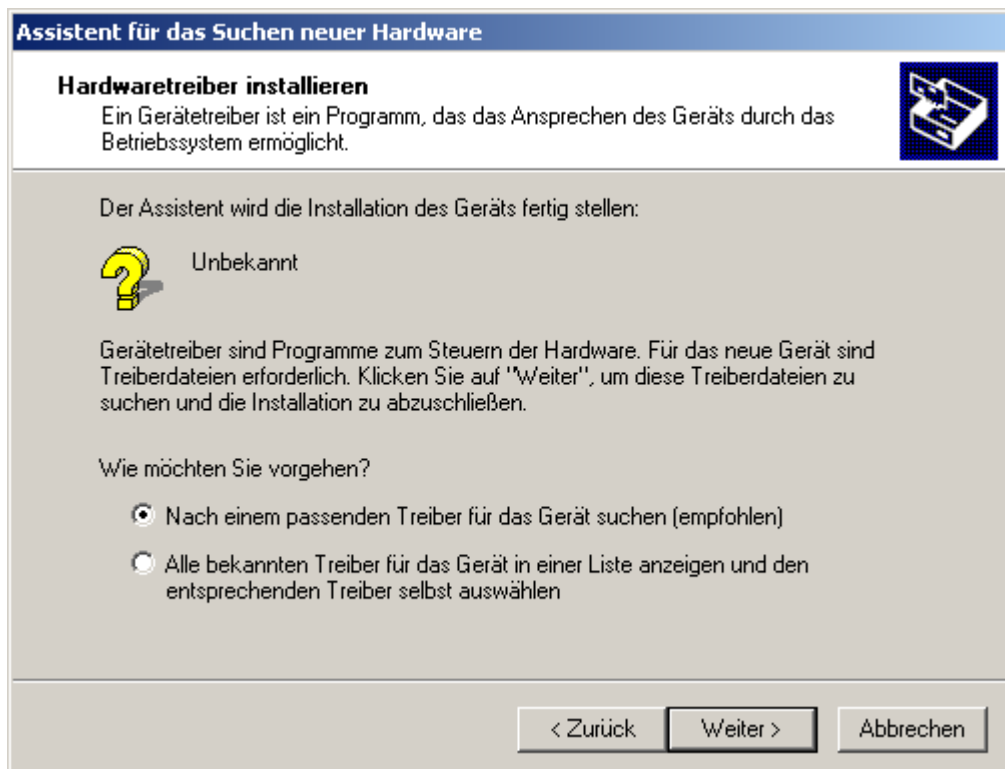 Assistent für das Suchen neuer Hardware
Hardwaretreiber installieren
Ein Gerätetreiber ist ein Programm, das das Ansprechen des Geräts durch das
Betriebssystem ermöglicht.
Der Assistent wird die Installation des Geräts fertig stellen:
Unbekannt
Gerätetreiber sind Programme zum Steuern der Hardware. Für das neue Gerät sind
Treiberdateien erforderlich. Klicken Sie auf "Weiter", um diese Treiberdateien zu
suchen und die Installation zu abzuschließen.
Wie möchten Sie vorgehen?
Nach einem passenden Treiber für das Gerät suchen (empfohlen)
Alle bekannten Treiber für das Gerät in einer Liste anzeigen und den
entsprechenden Treiber selbst auswählen
< Zurück Weiter > Abbrechen